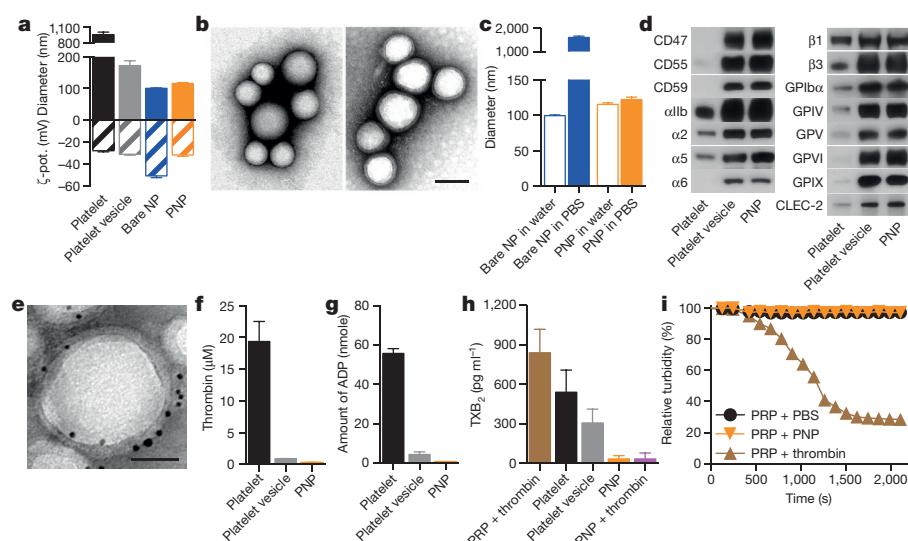 a
ζ-pot. (mV) Diameter (nm)
1,100
800
200
100
0
−20
−40
−60
Platelet
Platelet vesicle
Bare NP
PNP
b
c
Diameter (nm)
2,000
1,000
150
100
50
0
Bare NP in water
Bare NP in PBS
PNP in water
PNP in PBS
d
CD47
CD55
CD59
αIIb
α2
α5
α6
Platelet
Platelet vesicle
PNP
β1
β3
GPIbα
GPIV
GPV
GPVI
GPIX
CLEC-2
Platelet
Platelet vesicle
PNP
e
f
Thrombin (μM)
25
20
15
10
5
0
Platelet
Platelet vesicle
PNP
g
Amount of ADP (nmole)
60
40
20
0
Platelet
Platelet vesicle
PNP
h
TXB2 (pg ml−1)
1,200
900
600
300
0
PRP + thrombin
Platelet
Platelet vesicle
PNP
PNP + thrombin
i
Relative turbidity (%)
100
80
60
40
20
0
PRP + PBS
PRP + PNP
PRP + thrombin
0 500 1,000 1,500 2,000
Time (s)